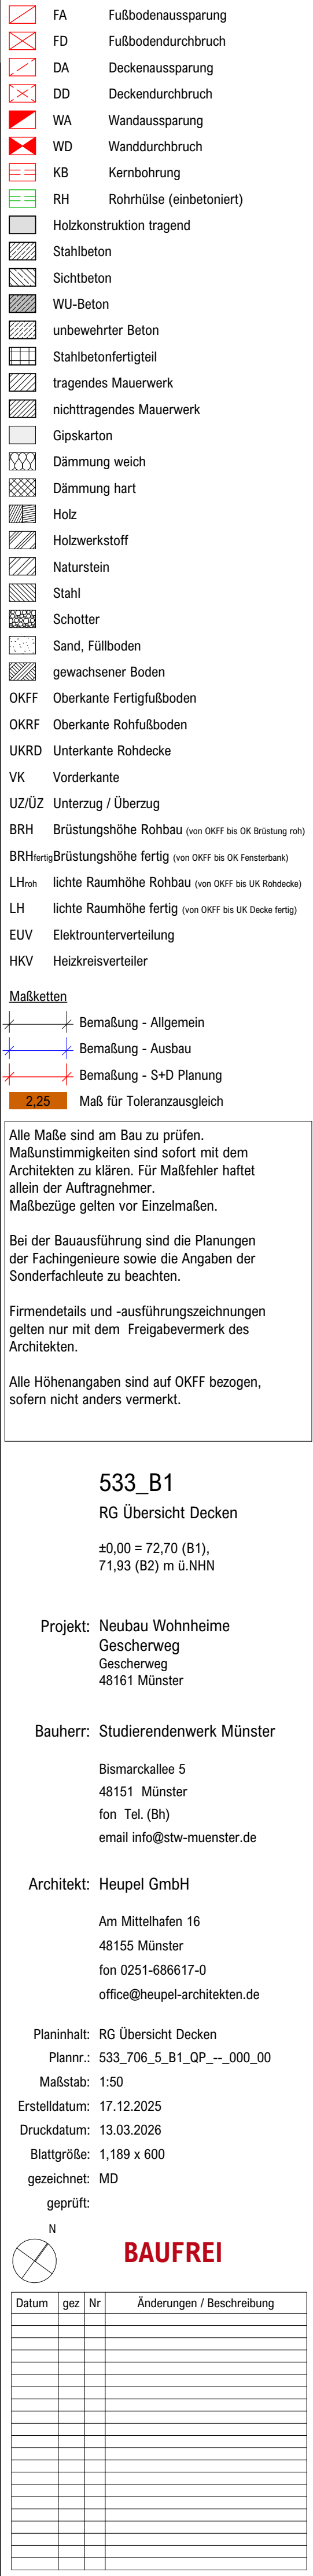 FA Fußbodenaussparung
FD Fußbodendurchbruch
DA Deckenaussparung
DD Deckendurchbruch
WA Wandaussparung
WD Wanddurchbruch
KB Kernbohrung
RH Rohrhülse (einbetoniert)
Holzkonstruktion tragend
Stahlbeton
Sichtbeton
WU-Beton
unbewehrter Beton
Stahlbetonfertigteil
tragendes Mauerwerk
nichttragendes Mauerwerk
Gipskarton
Dämmung weich
Dämmung hart
Holz
Holzwerkstoff
Naturstein
Stahl
Schotter
Sand, Füllboden
gewachsener Boden
OKFF Oberkante Fertigfußboden
OKRF Oberkante Rohfußboden
UKRD Unterkante Rohdecke
VK Vorderkante
UZ/ÜZ Unterzug / Überzug
BRH Brüstungshöhe Rohbau (von OKFF bis OK Brüstung roh)
BRHfertig Brüstungshöhe fertig (von OKFF bis OK Fensterbank)
LHroh lichte Raumhöhe Rohbau (von OKFF bis UK Rohdecke)
LH lichte Raumhöhe fertig (von OKFF bis UK Decke fertig)
EUV Elektrounterverteilung
HKV Heizkreisverteiler
Maßketten
Bemaßung - Allgemein
Bemaßung - Ausbau
Bemaßung - S+D Planung
2,25 Maß für Toleranzausgleich
Alle Maße sind am Bau zu prüfen.
Maßunstimmigkeiten sind sofort mit dem
Architekten zu klären. Für Maßfehler haftet
allein der Auftragnehmer.
Maßbezüge gelten vor Einzelmaßen.
Bei der Bauausführung sind die Planungen
der Fachingenieure sowie die Angaben der
Sonderfachleute zu beachten.
Firmendetails und -ausführungszeichnungen
gelten nur mit dem Freigabevermerk des
Architekten.
Alle Höhenangaben sind auf OKFF bezogen,
sofern nicht anders vermerkt.
533_B1
RG Übersicht Decken
±0,00 = 72,70 (B1),
71,93 (B2) m ü.NHN
Projekt: Neubau Wohnheime
Gescherweg
Gescherweg
48161 Münster
Bauherr: Studierendenwerk Münster
Bismarckallee 5
48151 Münster
fon Tel. (Bh)
email info@stw-muenster.de
Architekt: Heupel GmbH
Am Mittelhafen 16
48155 Münster
fon 0251-686617-0
office@heupel-architekten.de
Planinhalt: RG Übersicht Decken
Plannr.: 533_706_5_B1_QP_--_000_00
Maßstab: 1:50
Erstelldatum: 17.12.2025
Druckdatum: 13.03.2026
Blattgröße: 1,189 x 600
gezeichnet: MD
geprüft:
N
BAUFREI
Datum gez Nr Änderungen / Beschreibung